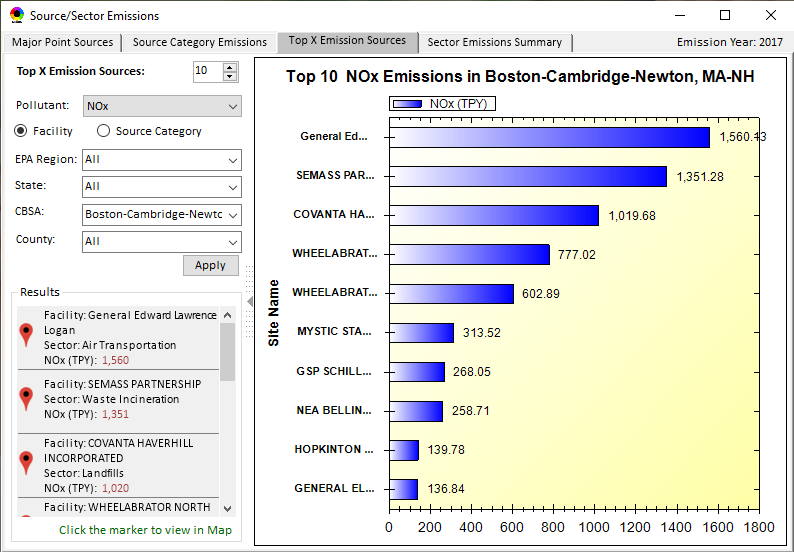 Source/Sector Emissions
Major Point Sources
Source Category Emissions
Top X Emission Sources
Sector Emissions Summary
Emission Year: 2017
Top X Emission Sources:
10
Pollutant:
NOx
Facility
Source Category
EPA Region:
All
State:
All
CBSA:
Boston-Cambridge-Newtc
County:
All
Apply
Results
Facility: General Edward Lawrence
Logan
Sector: Air Transportation
NOx (TPY): 1,560
Facility: SEMASS PARTNERSHIP
Sector: Waste Incineration
NOx (TPY): 1,351
Facility: COVANTA HAVERHILL
INCORPORATED
Sector: Landfills
NOx (TPY): 1,020
Facility: WHEELABRATOR NORTH
Click the marker to view in Map
Top 10 NOx Emissions in Boston-Cambridge-Newton, MA-NH
NOx (TPY)
Site Name
General Ed... 1,560.43
SEMASS PAR... 1,351.28
COVANTA HA... 1,019.68
WHEELABRAT... 777.02
WHEELABRAT... 602.89
MYSTIC STA... 313.52
GSP SCHILL... 268.05
NEA BELLIN... 258.71
HOPKINTON ... 139.78
GENERAL EL... 136.84
0 200 400 600 800 1000 1200 1400 1600 1800